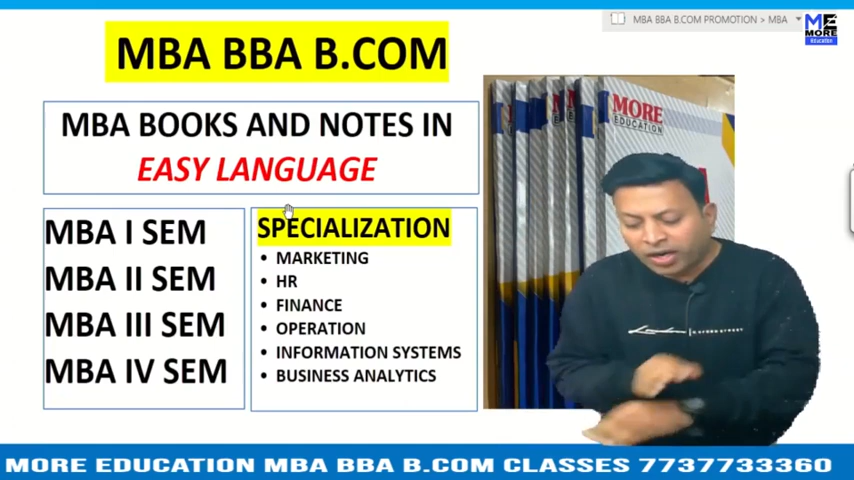 MBA BBA B.COM PROMOTION > MBA
ME
MORE
Education
MBA BBA B.COM
MBA BOOKS AND NOTES IN
EASY LANGUAGE
MORE
EDUCATION
MBA I SEM
MBA II SEM
MBA III SEM
MBA IV SEM
SPECIALIZATION
• MARKETING
• HR
• FINANCE
• OPERATION
• INFORMATION SYSTEMS
• BUSINESS ANALYTICS
MORE EDUCATION MBA BBA B.COM CLASSES 7737733360